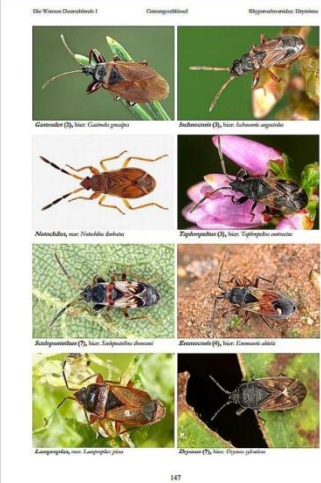 Die Wanzen Deutschlands I Gattungsschlüssel Rhyparochromidae: Drymini
Gastrodes (2), hier: Gastrodes grossipes
Ischnocoris (3), hier: Ischnocoris angustulus
Notochilus, nur: Notochilus limbatus
Taphropeltus (3), hier: Taphropeltus contractus
Scolopostethus (7), hier: Scolopostethus thomsoni
Eremocoris (4), hier: Eremocoris abietis
Lamproplax, nur: Lamproplax picea
Drymus (7), hier: Drymus sylvaticus
147